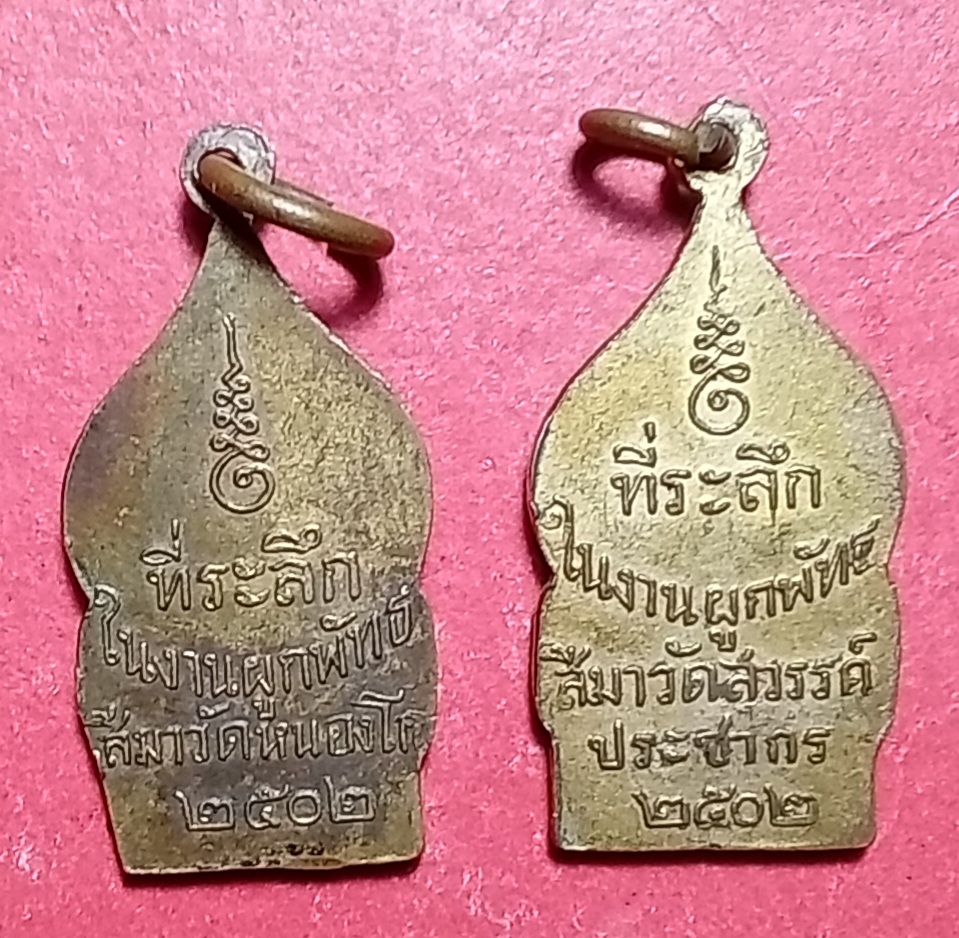 ที่ระลึก
ในงานผูกพัทธ์
สีมาวัดหนองโก
๒๕๐๒
ที่ระลึก
ในงานผูกพัทธ์
สีมาวัดสุวรรค์
ประชากร
๒๕๐๒